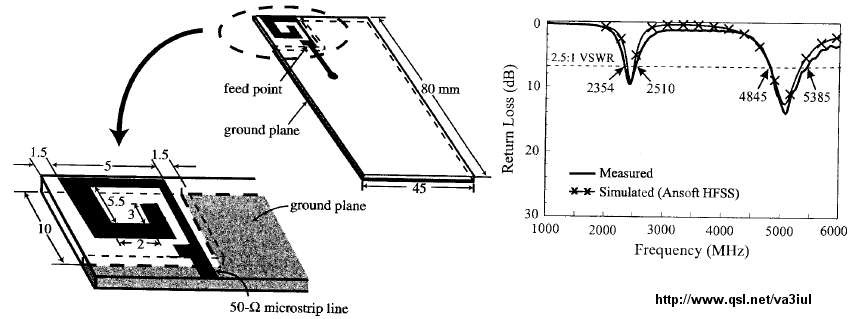 feed point
ground plane
80 mm
45
1.5
5
1.5
5.5
3
2
10
ground plane
50-Ω microstrip line
Return Loss (dB)
0
10
20
30
2.5:1 VSWR
2354
2510
4845
5385
Measured
Simulated (Ansoft HFSS)
1000
2000
3000
4000
5000
6000
Frequency (MHz)
http://www.qsl.net/va3iul